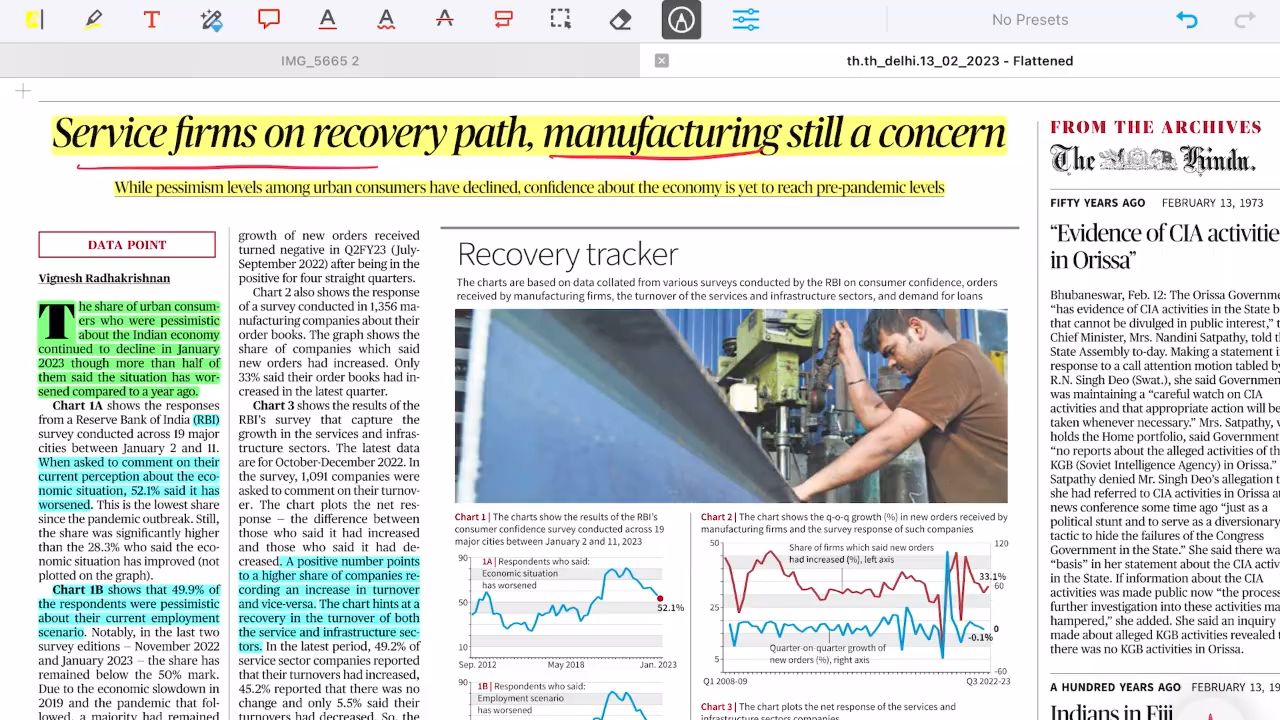 No Presets
IMG_5665 2
th.th_delhi.13_02_2023 - Flattened
Service firms on recovery path, manufacturing still a concern
While pessimism levels among urban consumers have declined, confidence about the economy is yet to reach pre-pandemic levels
DATA POINT
Vignesh Radhakrishnan
The share of urban consum-
ers who were pessimistic
about the Indian economy
continued to decline in January
2023 though more than half of
them said the situation has wor-
sened compared to a year ago.
Chart 1A shows the responses
from a Reserve Bank of India (RBI)
survey conducted across 19 major
cities between January 2 and 11.
When asked to comment on their
current perception about the eco-
nomic situation, 52.1% said it has
worsened. This is the lowest share
since the pandemic outbreak. Still,
the share was significantly higher
than the 28.3% who said the eco-
nomic situation has improved (not
plotted on the graph).
Chart 1B shows that 49.9% of
the respondents were pessimistic
about their current employment
scenario. Notably, in the last two
survey editions – November 2022
and January 2023 – the share has
remained below the 50% mark.
Due to the economic slowdown in
2019 and the pandemic that fol-
lowed, a majority had remained
growth of new orders received
turned negative in Q2FY23 (July-
September 2022) after being in the
positive for four straight quarters.
Chart 2 also shows the response
of a survey conducted in 1,356 ma-
nufacturing companies about their
order books. The graph shows the
share of companies which said
new orders had increased. Only
33% said their order books had in-
creased in the latest quarter.
Chart 3 shows the results of the
RBI's survey that capture the
growth in the services and infras-
tructure sectors. The latest data
are for October-December 2022. In
the survey, 1,091 companies were
asked to comment on their turnov-
er. The chart plots the net res-
ponse – the difference between
those who said it had increased
and those who said it had de-
creased. A positive number points
to a higher share of companies re-
cording an increase in turnover
and vice-versa. The chart hints at a
recovery in the turnover of both
the service and infrastructure sec-
tors. In the latest period, 49.2% of
service sector companies reported
that their turnovers had increased,
45.2% reported that there was no
change and only 5.5% said their
turnovers had decreased. So, the
Recovery tracker
The charts are based on data collated from various surveys conducted by the RBI on consumer confidence, orders
received by manufacturing firms, the turnover of the services and infrastructure sectors, and demand for loans
Chart 1 | The charts show the results of the RBI's
consumer confidence survey conducted across 19
major cities between January 2 and 11, 2023
90
1A | Respondents who said:
Economic situation
has worsened
50
52.1%
10
Sep. 2012 May 2018 Jan. 2023
90
1B | Respondents who said:
Employment scenario
has worsened
50
Chart 2 | The chart shows the q-o-q growth (%) in new orders received by
manufacturing firms and the survey response of such companies
50 120
Share of firms which said new orders
had increased (%), left axis
33.1%
60
25
0
-0.1%
Quarter-on-quarter growth of
new orders (%), right axis
5 -60
Q1 2008-09 Q3 2022-23
Chart 3 | The chart plots the net response of the services and
infrastructure sectors companies
FROM THE ARCHIVES
The Hindu.
FIFTY YEARS AGO FEBRUARY 13, 1973
“Evidence of CIA activitie
in Orissa”
Bhubaneswar, Feb. 12: The Orissa Governme
“has evidence of CIA activities in the State b
that cannot be divulged in public interest,”
Chief Minister, Mrs. Nandini Satpathy, told t
State Assembly to-day. Making a statement i
response to a call attention motion tabled by
R.N. Singh Deo (Swat.), she said Government
was maintaining a “careful watch on CIA
activities and that appropriate action will be
taken whenever necessary.” Mrs. Satpathy, w
holds the Home portfolio, said Government
“no reports about the alleged activities of th
KGB (Soviet Intelligence Agency) in Orissa.”
Satpathy denied Mr. Singh Deo's allegation t
she had referred to CIA activities in Orissa a
news conference some time ago “just as a
political stunt and to serve as a diversionary
tactic to hide the failures of the Congress
Government in the State.” She said there wa
“basis” in her statement about the CIA activ
in the State. If information about the CIA
activities was made public now “the process
further investigation into these activities ma
hampered,” she added. She said an inquiry
made about alleged KGB activities revealed t
there was no KGB activities in Orissa.
A HUNDRED YEARS AGO FEBRUARY 13, 19
Indians in Fiji